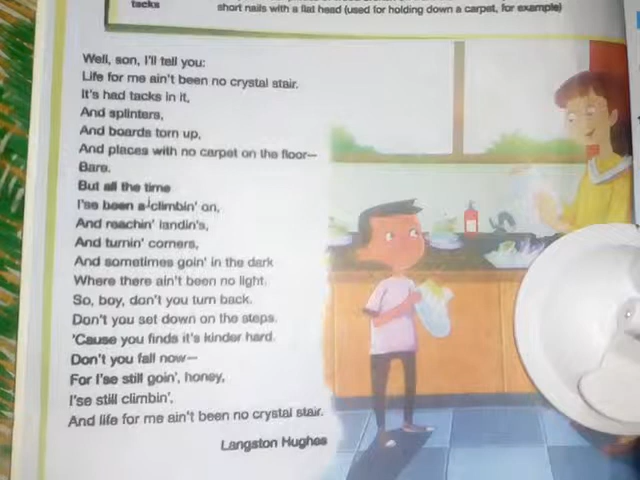 tacks
short nails with a flat head (used for holding down a carpet, for example)
Well, son, I'll tell you:
Life for me ain't been no crystal stair.
It's had tacks in it,
And splinters,
And boards torn up,
And places with no carpet on the floor—
Bare.
But all the time
I'se been a-climbin' on,
And reachin' landin's,
And turnin' corners,
And sometimes goin' in the dark
Where there ain't been no light.
So, boy, don't you turn back.
Don't you set down on the steps.
'Cause you finds it's kinder hard.
Don't you fall now—
For I'se still goin', honey,
I'se still climbin',
And life for me ain't been no crystal stair.
Langston Hughes